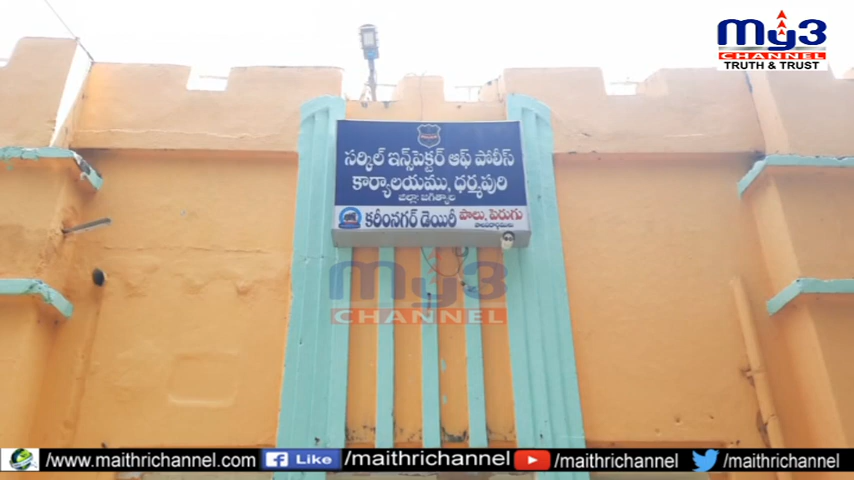 my3
CHANNEL
TRUTH & TRUST
సర్కిల్ ఇన్స్‌పెక్టర్ ఆఫ్ పోలీస్
కార్యాలయము, ధర్మపురి
జిల్లా: జగిత్యాల
కరీంనగర్ డెయిరీ పాలు, పెరుగు
my3
CHANNEL
/www.maithrichannel.com Like /maithrichannel /maithrichannel /maithrichannel